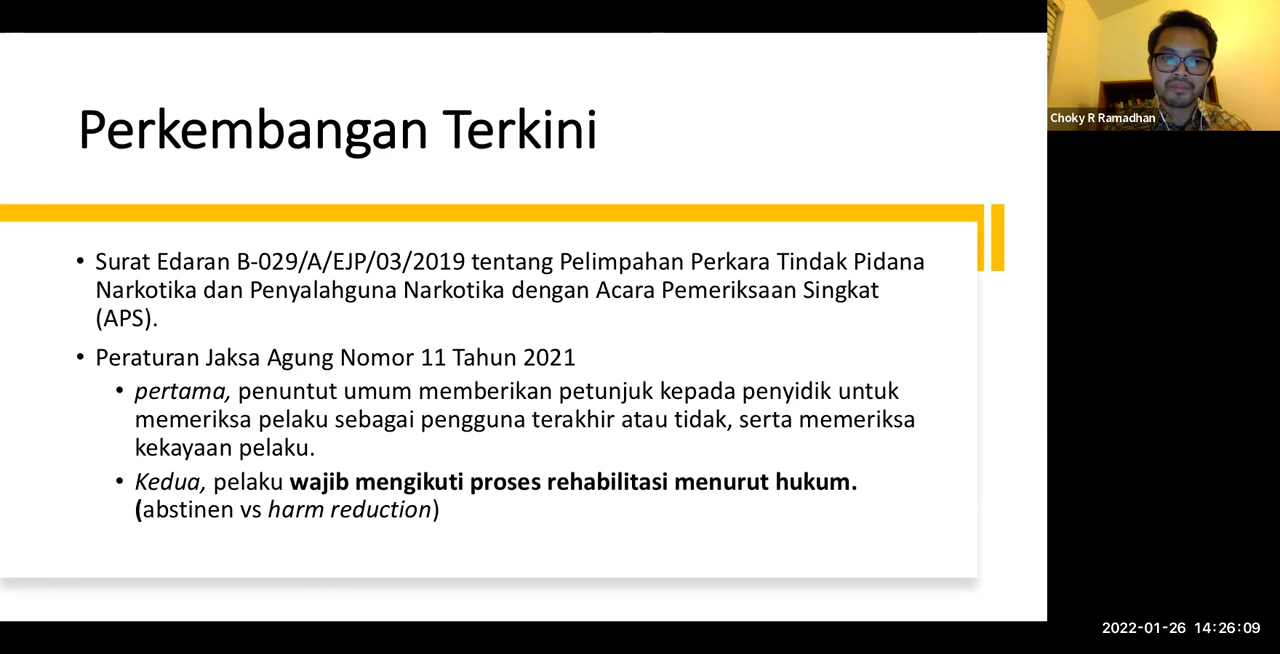 Perkembangan Terkini
Choky R Ramadhan
• Surat Edaran B-029/A/EJP/03/2019 tentang Pelimpahan Perkara Tindak Pidana
Narkotika dan Penyalahguna Narkotika dengan Acara Pemeriksaan Singkat
(APS).
• Peraturan Jaksa Agung Nomor 11 Tahun 2021
• pertama, penuntut umum memberikan petunjuk kepada penyidik untuk
memeriksa pelaku sebagai pengguna terakhir atau tidak, serta memeriksa
kekayaan pelaku.
• Kedua, pelaku wajib mengikuti proses rehabilitasi menurut hukum.
(abstinen vs harm reduction)
2022-01-26 14:26:09